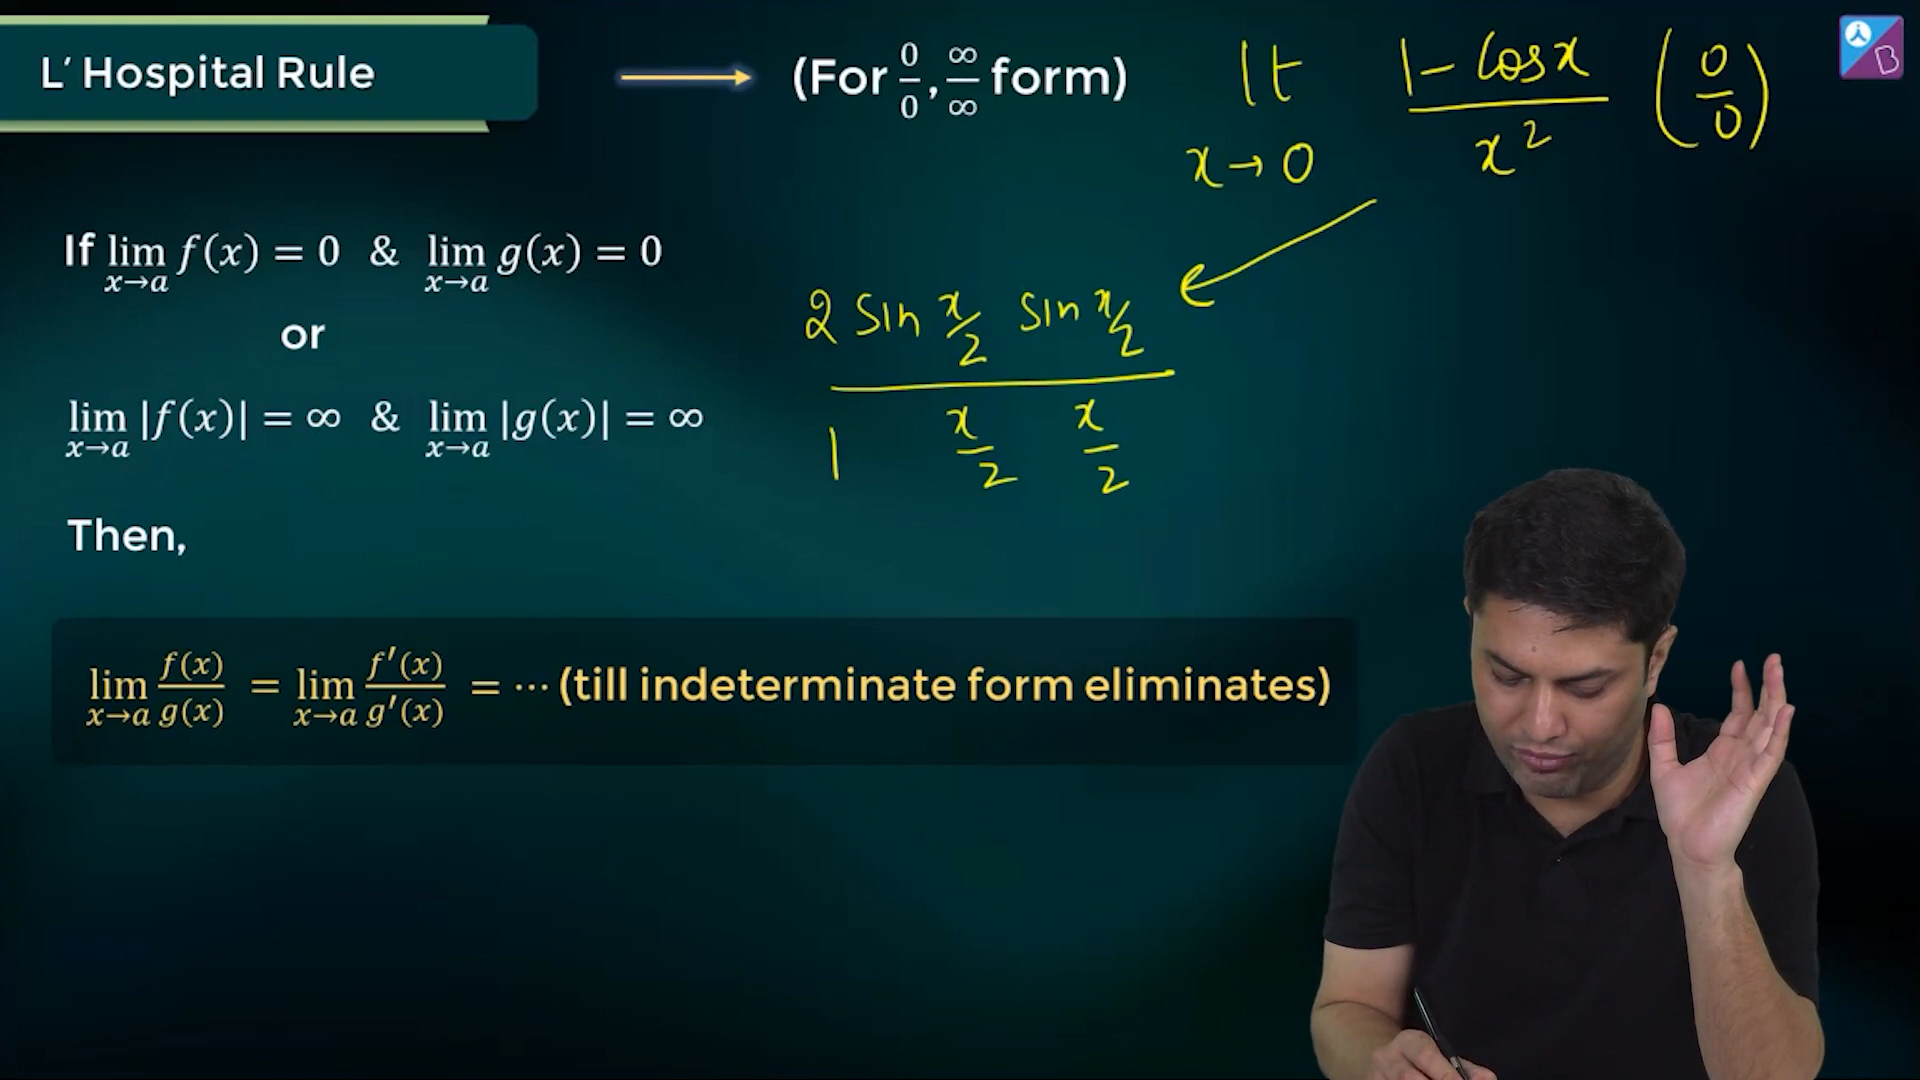 L' Hospital Rule
(For 0/0, ∞/∞ form)
lt x→0 (1 - cosx)/x² (0/0)
If lim x→a f(x) = 0 & lim x→a g(x) = 0
or
lim x→a |f(x)| = ∞ & lim x→a |g(x)| = ∞
2 sin x/2 sin x/2
1 x/2 x/2
Then,
lim x→a f(x)/g(x) = lim x→a f'(x)/g'(x) = ... (till indeterminate form eliminates)
B